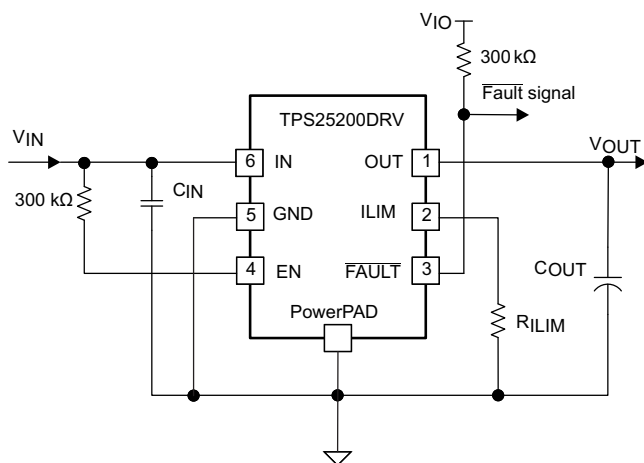 VIO
300 kΩ
Fault signal
TPS25200DRV
VIN
VOUT
6
IN
OUT
1
300 kΩ
CIN
5
GND
ILIM
2
4
EN
FAULT
3
COUT
PowerPAD
RILIM